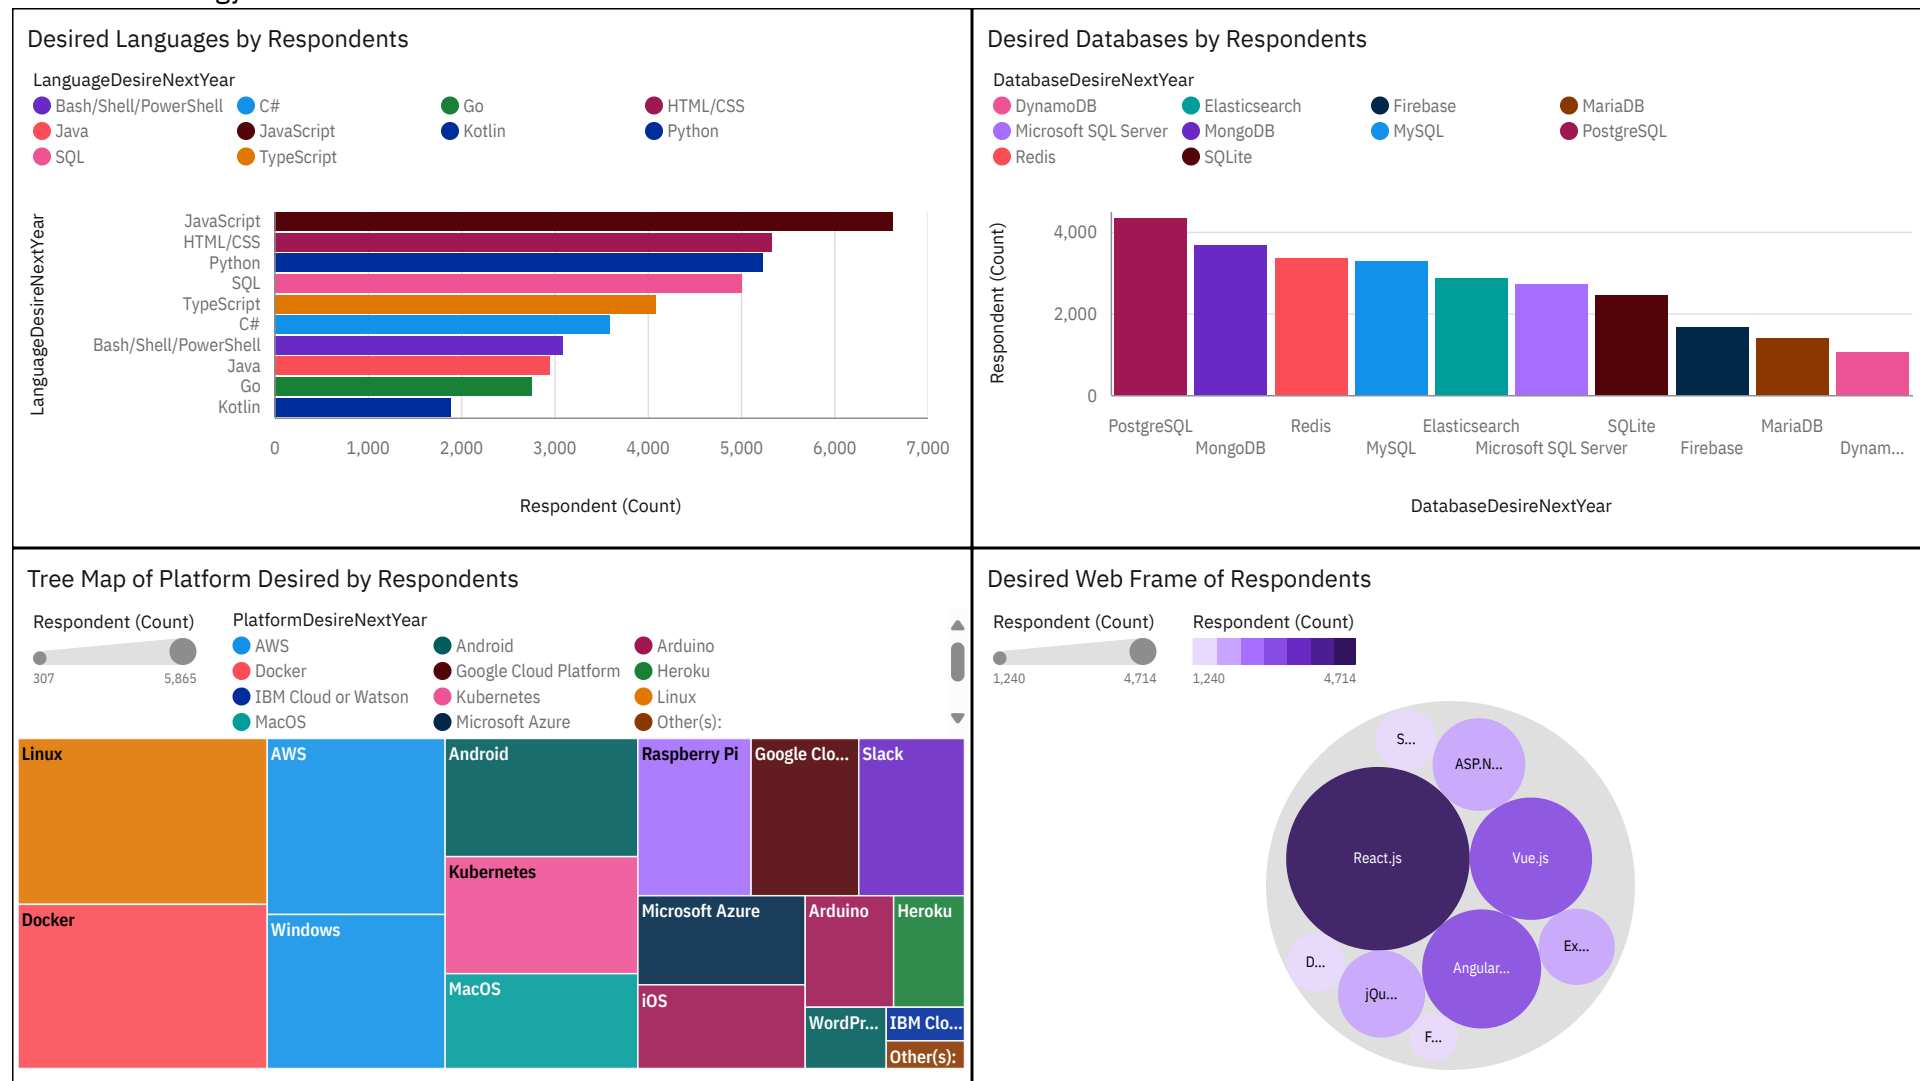 Desired Languages by Respondents
LanguageDesireNextYear
Bash/Shell/PowerShell C# Go HTML/CSS
Java JavaScript Kotlin Python
SQL TypeScript
LanguageDesireNextYear
JavaScript
HTML/CSS
Python
SQL
TypeScript
C#
Bash/Shell/PowerShell
Java
Go
Kotlin
0 1,000 2,000 3,000 4,000 5,000 6,000 7,000
Respondent (Count)
Desired Databases by Respondents
DatabaseDesireNextYear
DynamoDB Elasticsearch Firebase MariaDB
Microsoft SQL Server MongoDB MySQL PostgreSQL
Redis SQLite
Respondent (Count)
4,000
2,000
0
PostgreSQL Redis Elasticsearch SQLite MariaDB
MongoDB MySQL Microsoft SQL Server Firebase Dynam...
DatabaseDesireNextYear
Tree Map of Platform Desired by Respondents
Respondent (Count)
307 5,865
PlatformDesireNextYear
AWS Android Arduino
Docker Google Cloud Platform Heroku
IBM Cloud or Watson Kubernetes Linux
MacOS Microsoft Azure Other(s):
Linux AWS Android Raspberry Pi Google Clo... Slack
Kubernetes
Docker Windows Microsoft Azure Arduino Heroku
MacOS iOS
WordPr... IBM Clo...
Other(s):
Desired Web Frame of Respondents
Respondent (Count) Respondent (Count)
1,240 4,714 1,240 4,714
S...
ASP.N...
React.js Vue.js
Ex...
D... Angular...
jQu...
F...